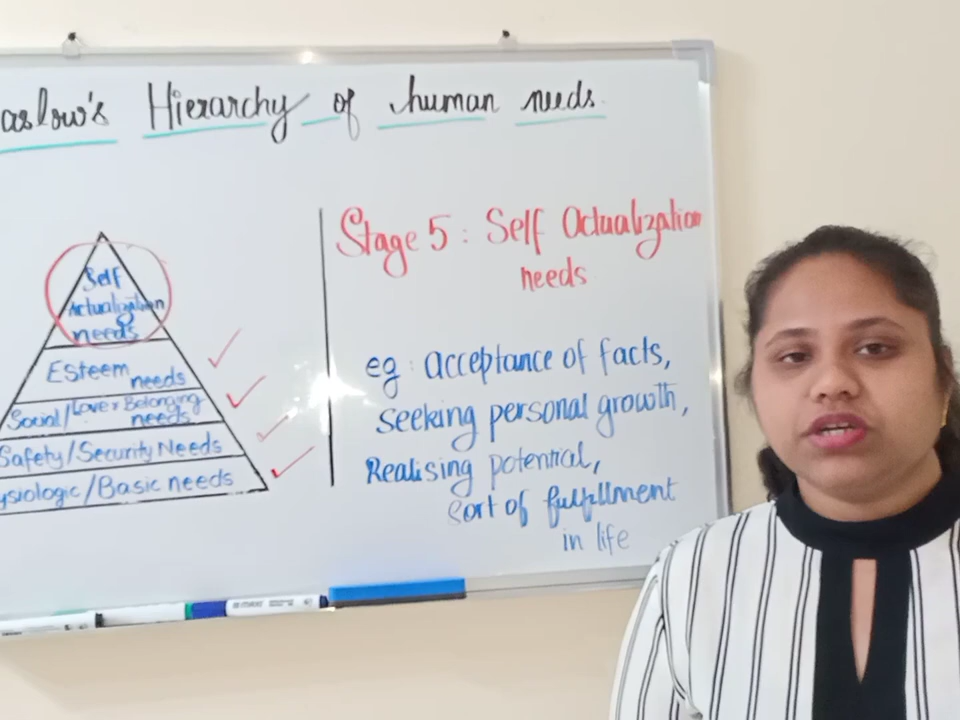 aslow's Hierarchy of human needs.
Self
Actualization
needs
Esteem
needs
Social/Love & Belonging
needs
Safety/Security Needs
ysiologic/Basic needs
Stage 5: Self Actualization
needs
eg: acceptance of facts,
seeking personal growth,
Realising potential,
Sort of fulfillment
in life